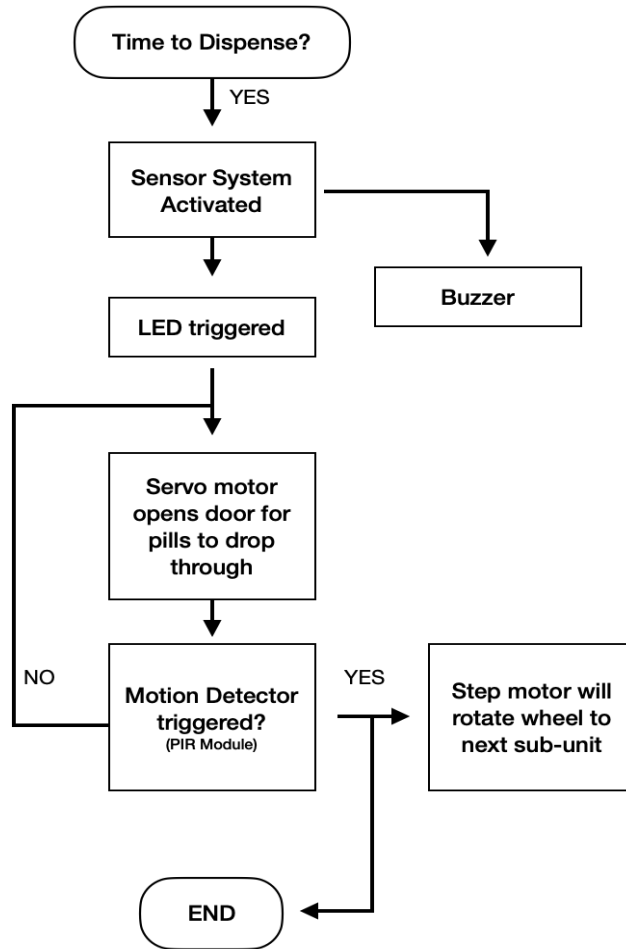 Time to Dispense?
YES
Sensor System
Activated
Buzzer
LED triggered
Servo motor
opens door for
pills to drop
through
NO
Motion Detector
triggered?
(PIR Module)
YES
Step motor will
rotate wheel to
next sub-unit
END